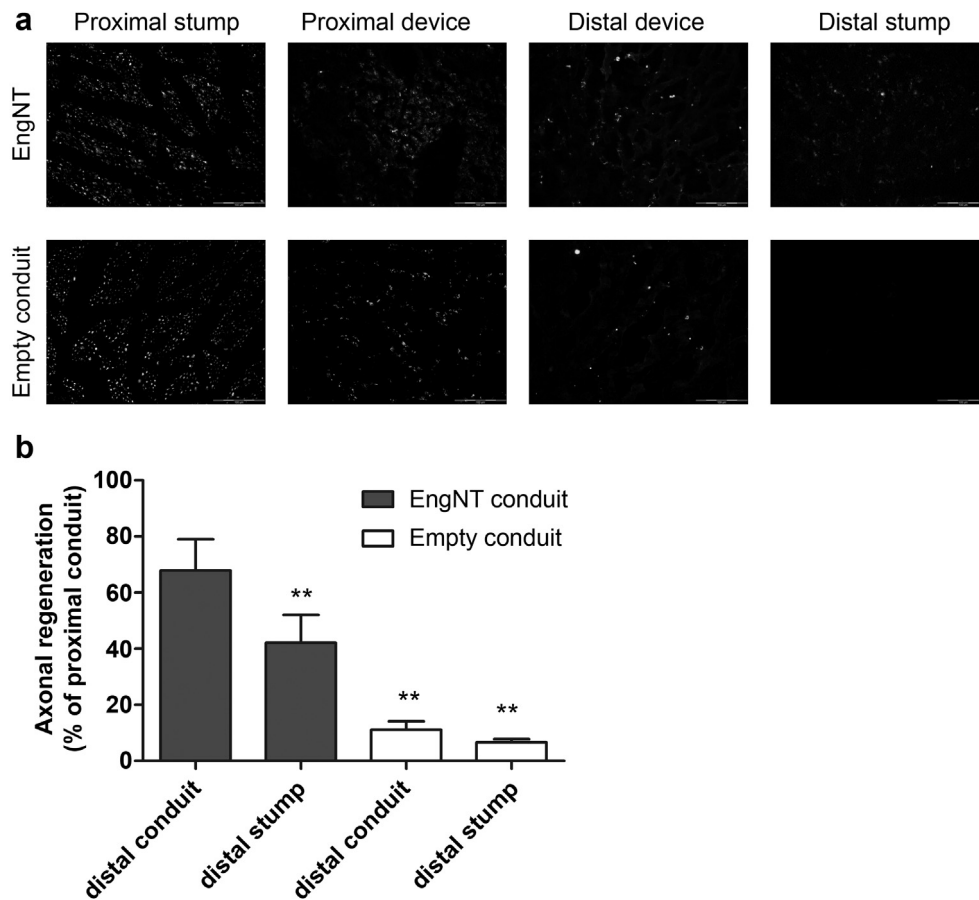 a
Proximal stump
Proximal device
Distal device
Distal stump
EngNT
Empty conduit
b
Axonal regeneration
(% of proximal conduit)
100
80
60
40
20
0
EngNT conduit
Empty conduit
**
**
**
distal conduit
distal stump
distal conduit
distal stump